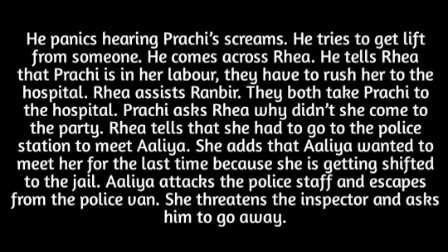 He panics hearing Prachi's screams. He tries to get lift
from someone. He comes across Rhea. He tells Rhea
that Prachi is in her labour, they have to rush her to the
hospital. Rhea assists Ranbir. They both take Prachi to
the hospital. Prachi asks Rhea why didn't she come to
the party. Rhea tells that she had to go to the police
station to meet Aaliya. She adds that Aaliya wanted to
meet her for the last time because she is getting shifted
to the jail. Aaliya attacks the police staff and escapes
from the police van. She threatens the inspector and asks
him to go away.